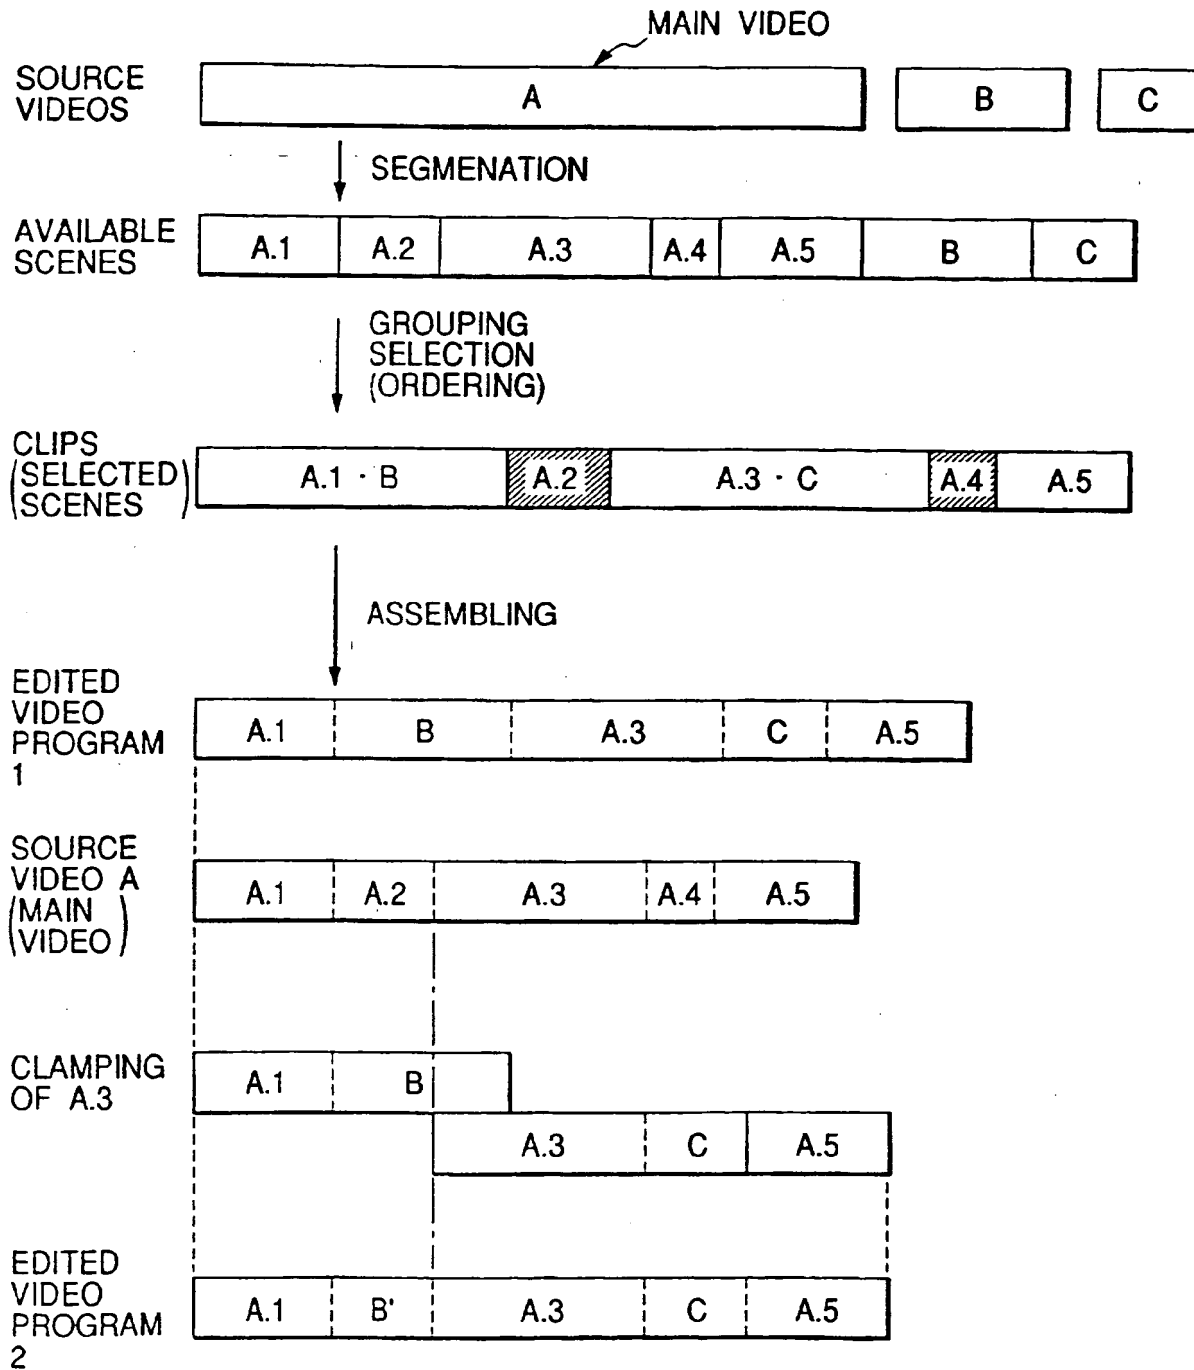 MAIN VIDEO
SOURCE
VIDEOS
A
B
C
SEGMENATION
AVAILABLE
SCENES
A.1
A.2
A.3
A.4
A.5
B
C
GROUPING
SELECTION
(ORDERING)
CLIPS
(SELECTED
SCENES)
A.1 · B
A.2
A.3 · C
A.4
A.5
ASSEMBLING
EDITED
VIDEO
PROGRAM
1
A.1
B
A.3
C
A.5
SOURCE
VIDEO A
(MAIN
VIDEO)
A.1
A.2
A.3
A.4
A.5
CLAMPING
OF A.3
A.1
B
A.3
C
A.5
EDITED
VIDEO
PROGRAM
2
A.1
B'
A.3
C
A.5